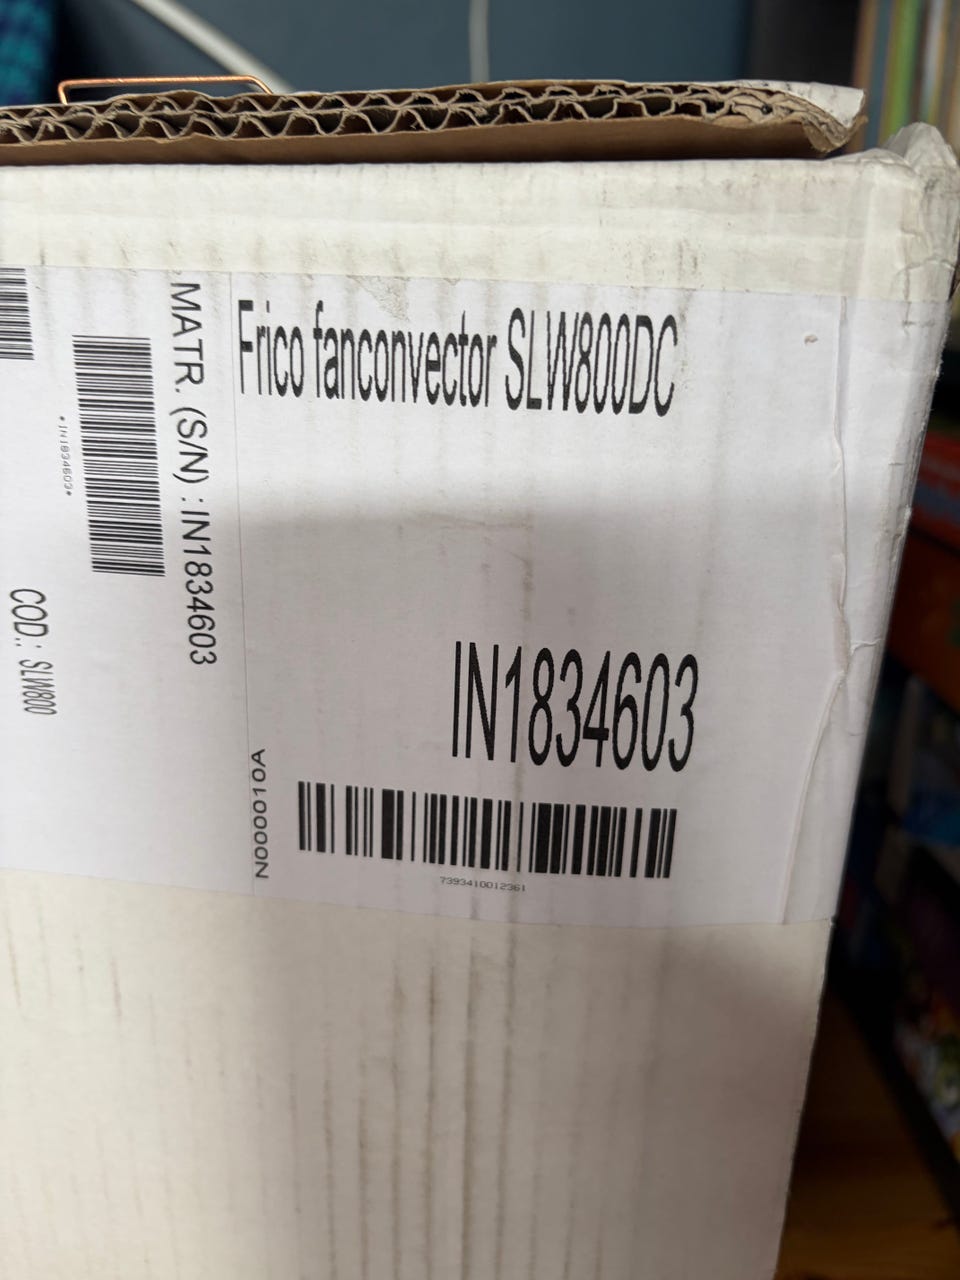 Frico fanconvector SLW800DC
MATR. (S/N) : IN1834603
*IN1834603*
COD.: SLW800
IN1834603
N000010A
7393410012361